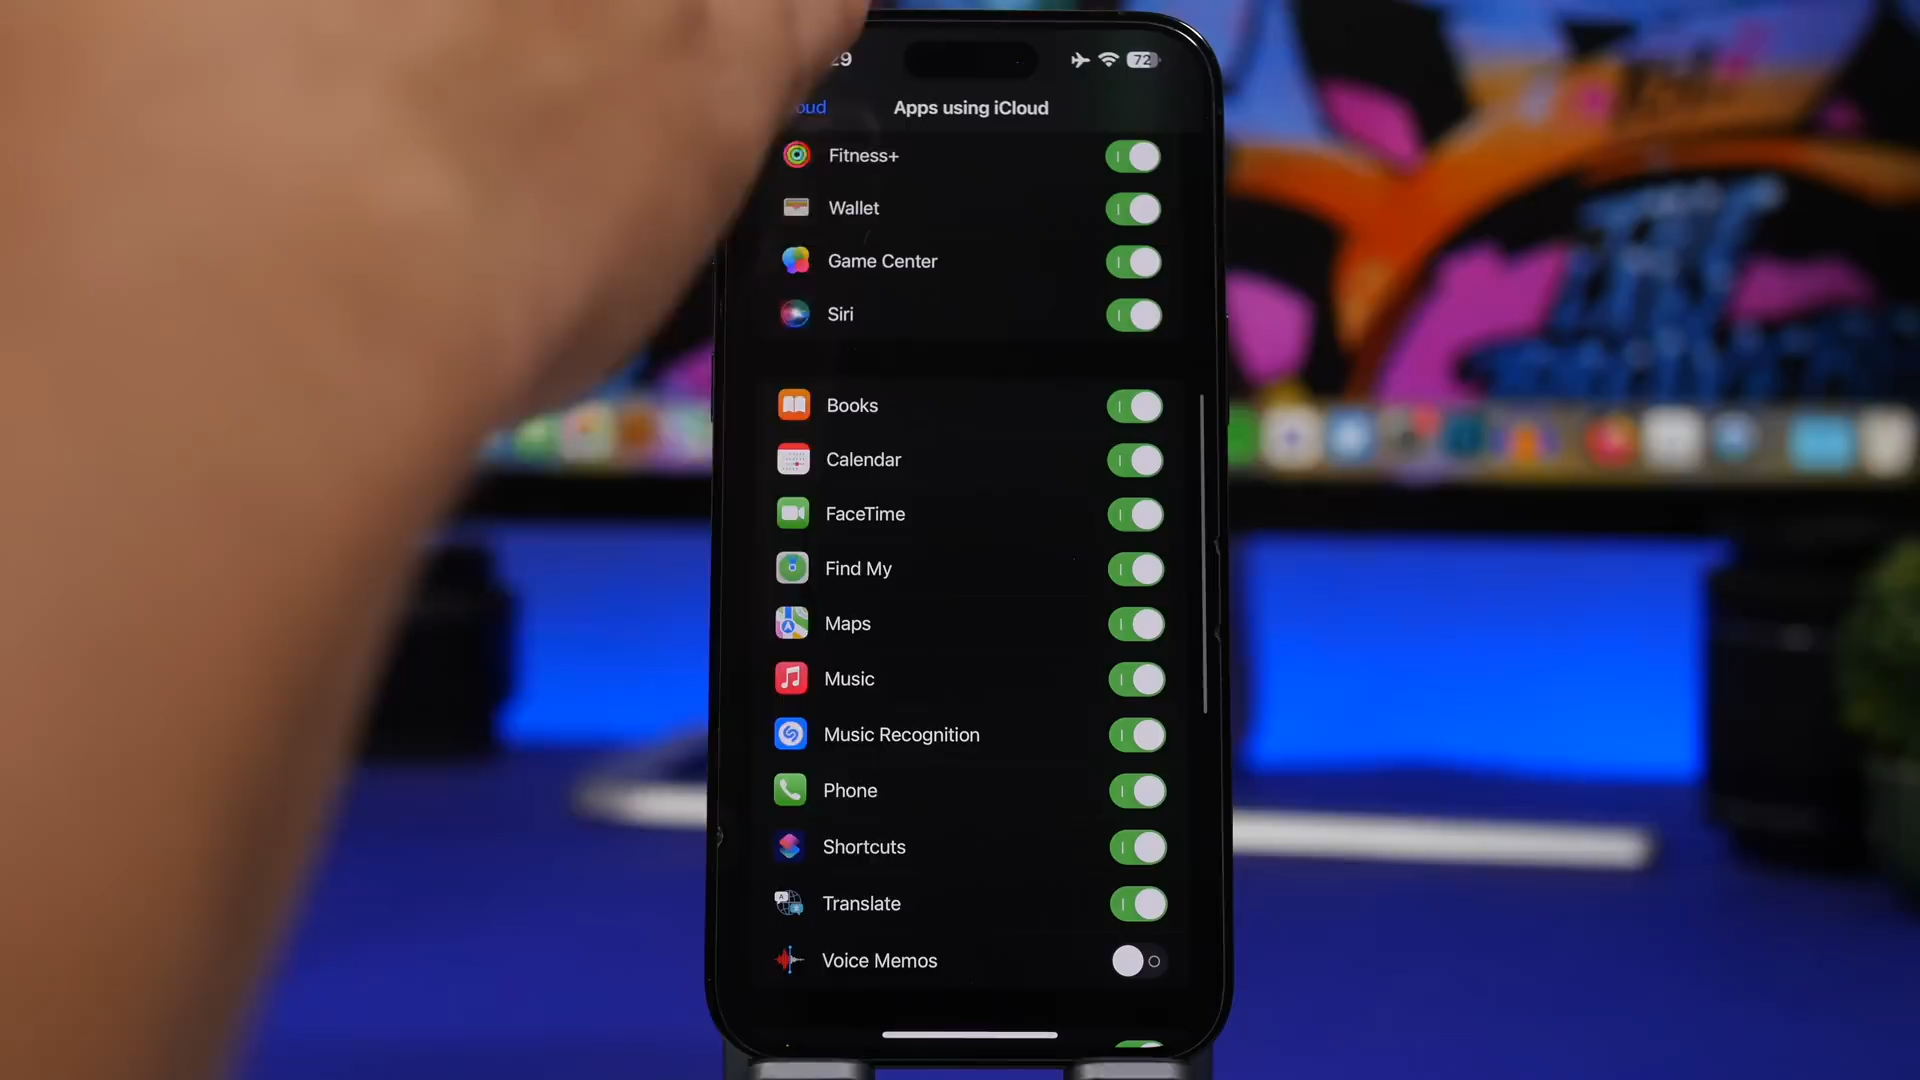 29
72
oud
Apps using iCloud
Fitness+
Wallet
Game Center
Siri
Books
Calendar
FaceTime
Find My
Maps
Music
Music Recognition
Phone
Shortcuts
Translate
Voice Memos